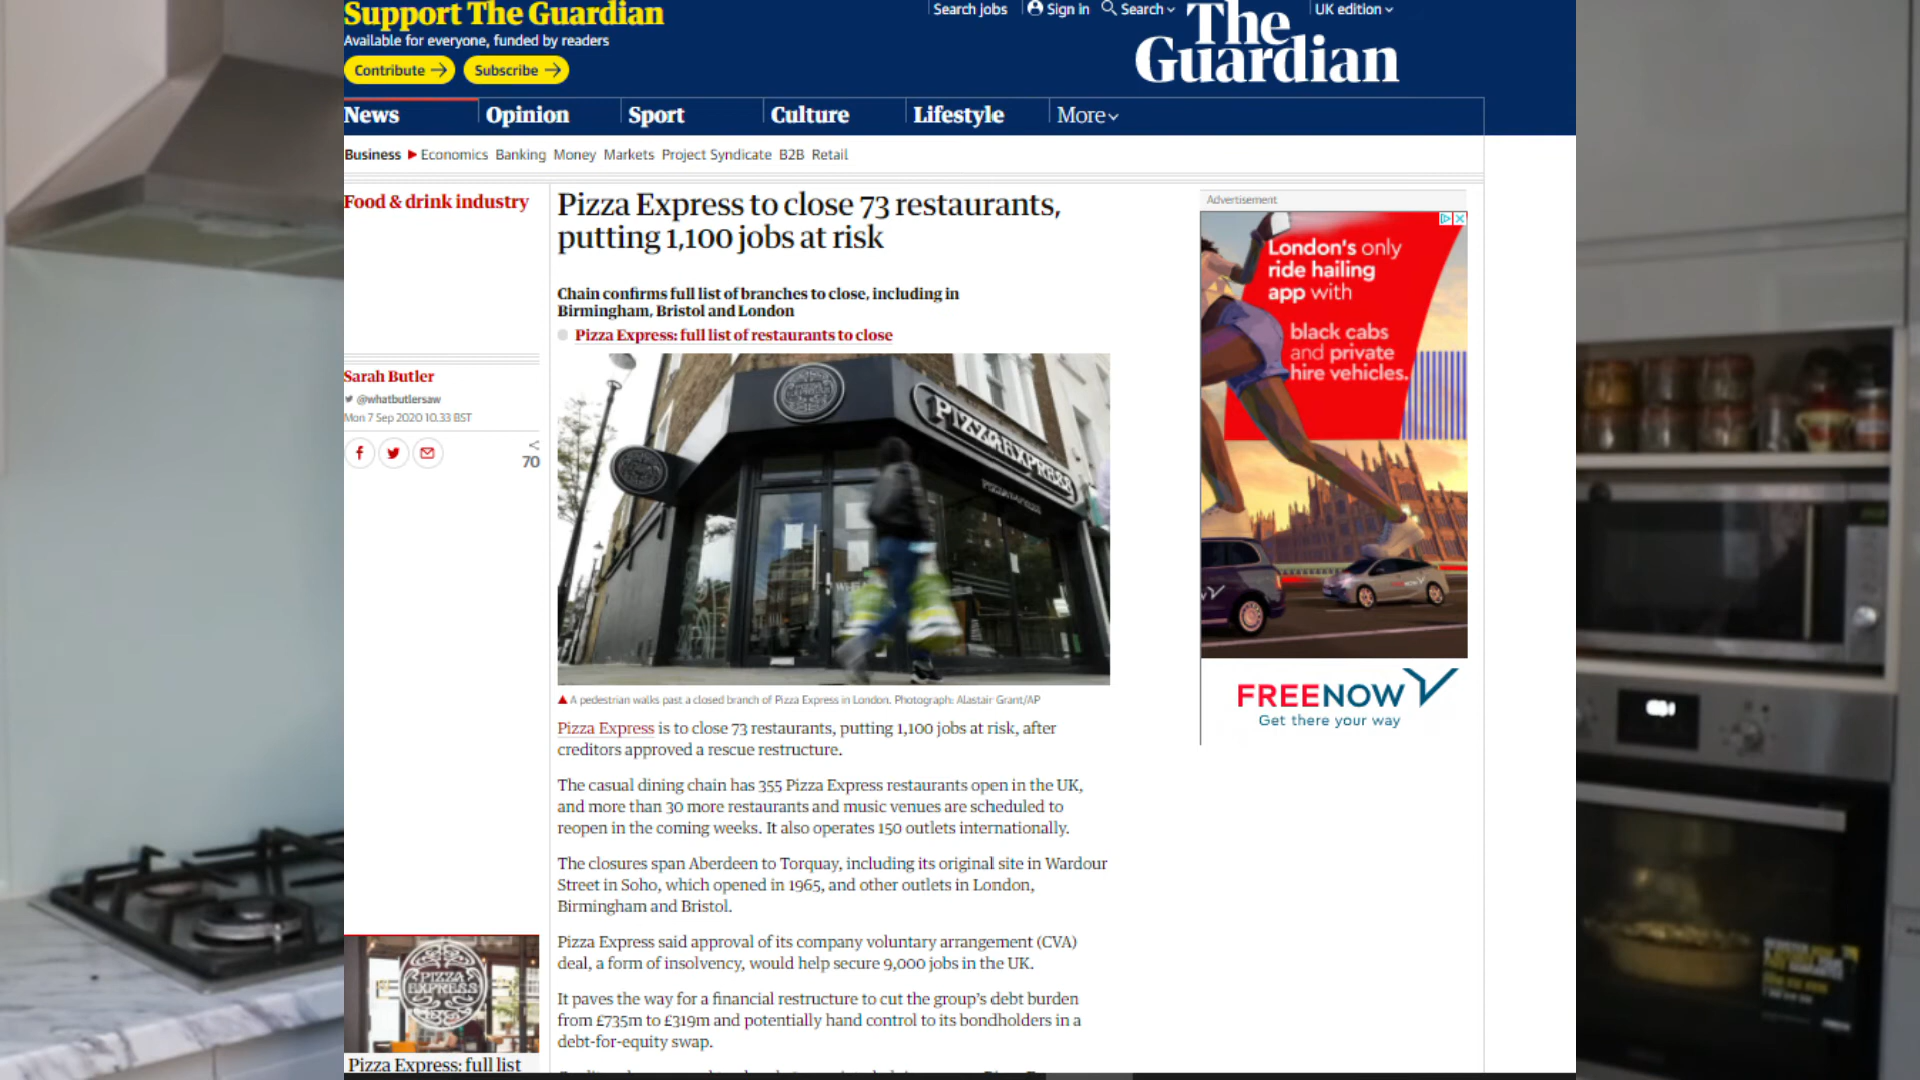 Support The Guardian
Available for everyone, funded by readers
Contribute
Subscribe
Search jobs
Sign in
Search
UK edition
The
Guardian
News
Opinion
Sport
Culture
Lifestyle
More
Business
Economics
Banking
Money
Markets
Project Syndicate
B2B
Retail
Food & drink industry
Pizza Express to close 73 restaurants,
putting 1,100 jobs at risk
Chain confirms full list of branches to close, including in
Birmingham, Bristol and London
Pizza Express: full list of restaurants to close
Sarah Butler
@whatbutlersaw
Mon 7 Sep 2020 10.33 BST
70
PIZZAEXPRESS
A pedestrian walks past a closed branch of Pizza Express in London. Photograph: Alastair Grant/AP
Pizza Express is to close 73 restaurants, putting 1,100 jobs at risk, after
creditors approved a rescue restructure.
The casual dining chain has 355 Pizza Express restaurants open in the UK,
and more than 30 more restaurants and music venues are scheduled to
reopen in the coming weeks. It also operates 150 outlets internationally.
The closures span Aberdeen to Torquay, including its original site in Wardour
Street in Soho, which opened in 1965, and other outlets in London,
Birmingham and Bristol.
Pizza Express said approval of its company voluntary arrangement (CVA)
deal, a form of insolvency, would help secure 9,000 jobs in the UK.
It paves the way for a financial restructure to cut the group's debt burden
from £735m to £319m and potentially hand control to its bondholders in a
debt-for-equity swap.
PIZZA
EXPRESS
Pizza Express: full list
Advertisement
London's only
ride hailing
app with
black cabs
and private
hire vehicles.
FREENOW
Get there your way